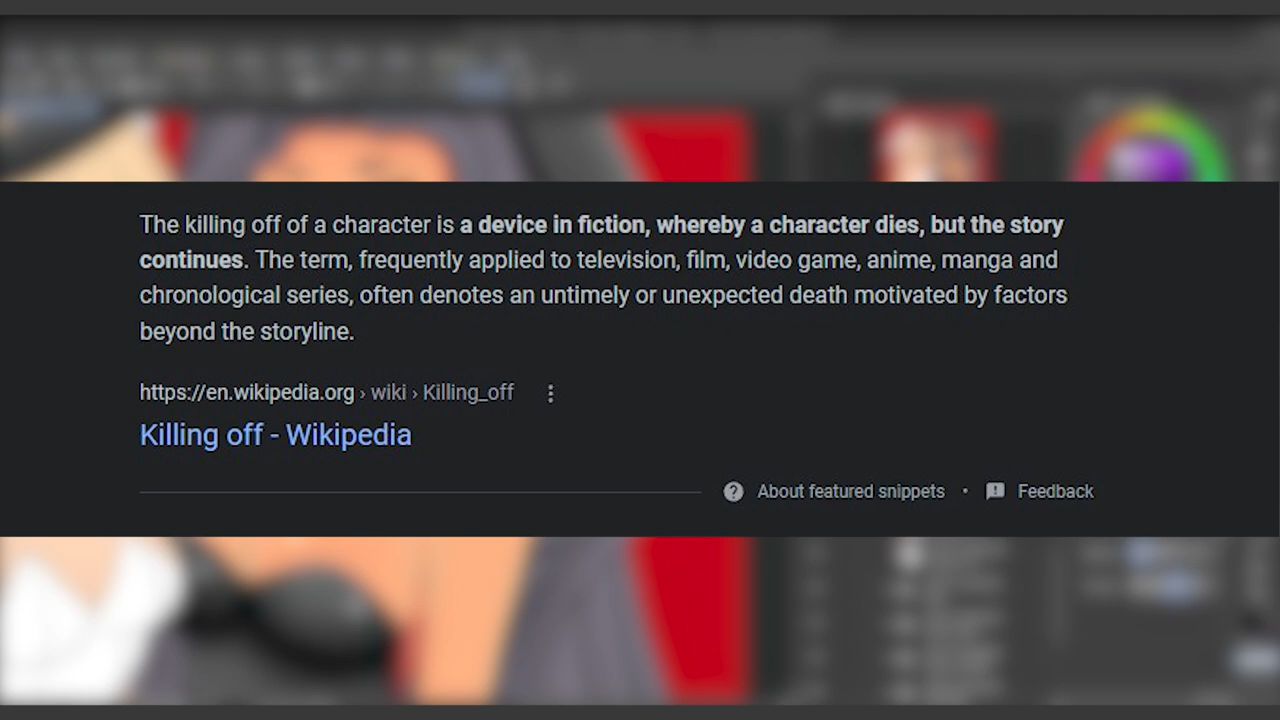 The killing off of a character is a device in fiction, whereby a character dies, but the story
continues. The term, frequently applied to television, film, video game, anime, manga and
chronological series, often denotes an untimely or unexpected death motivated by factors
beyond the storyline.
https://en.wikipedia.org › wiki › Killing_off
Killing off - Wikipedia
About featured snippets • Feedback